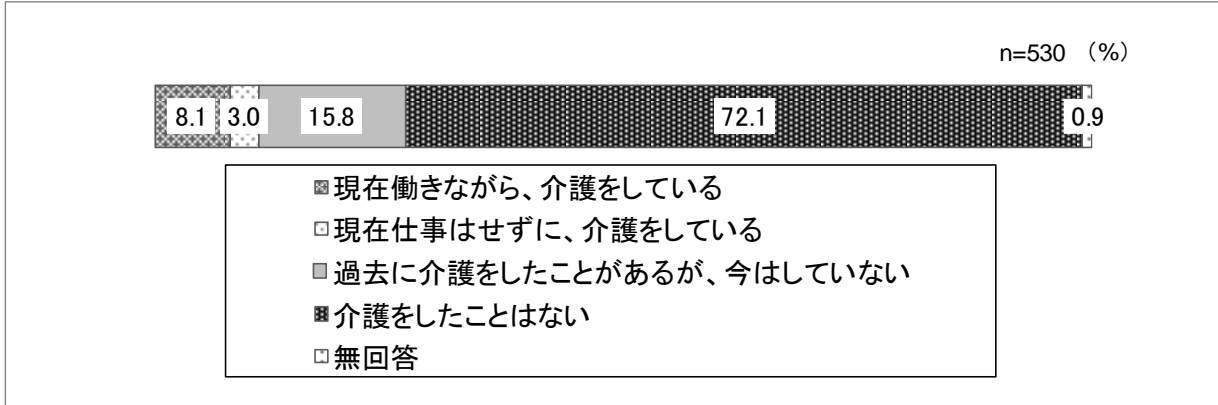 n=530 （%）
8.1 3.0 15.8 72.1 0.9
現在働きながら、介護をしている
現在仕事はせずに、介護をしている
過去に介護をしたことがあるが、今はしていない
介護をしたことはない
無回答